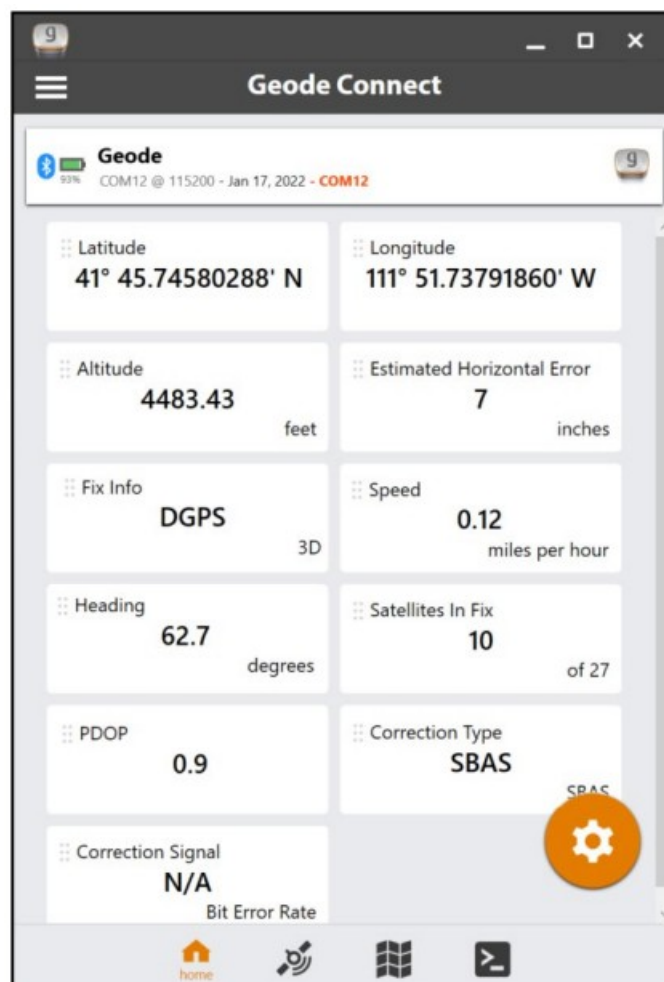 g
Geode Connect
Geode
93%
COM12 @ 115200 - Jan 17, 2022 - COM12
g
Latitude
41° 45.74580288' N
Longitude
111° 51.73791860' W
Altitude
4483.43
feet
Estimated Horizontal Error
7
inches
Fix Info
DGPS
3D
Speed
0.12
miles per hour
Heading
62.7
degrees
Satellites In Fix
10
of 27
PDOP
0.9
Correction Type
SBAS
SBAS
Correction Signal
N/A
Bit Error Rate
home